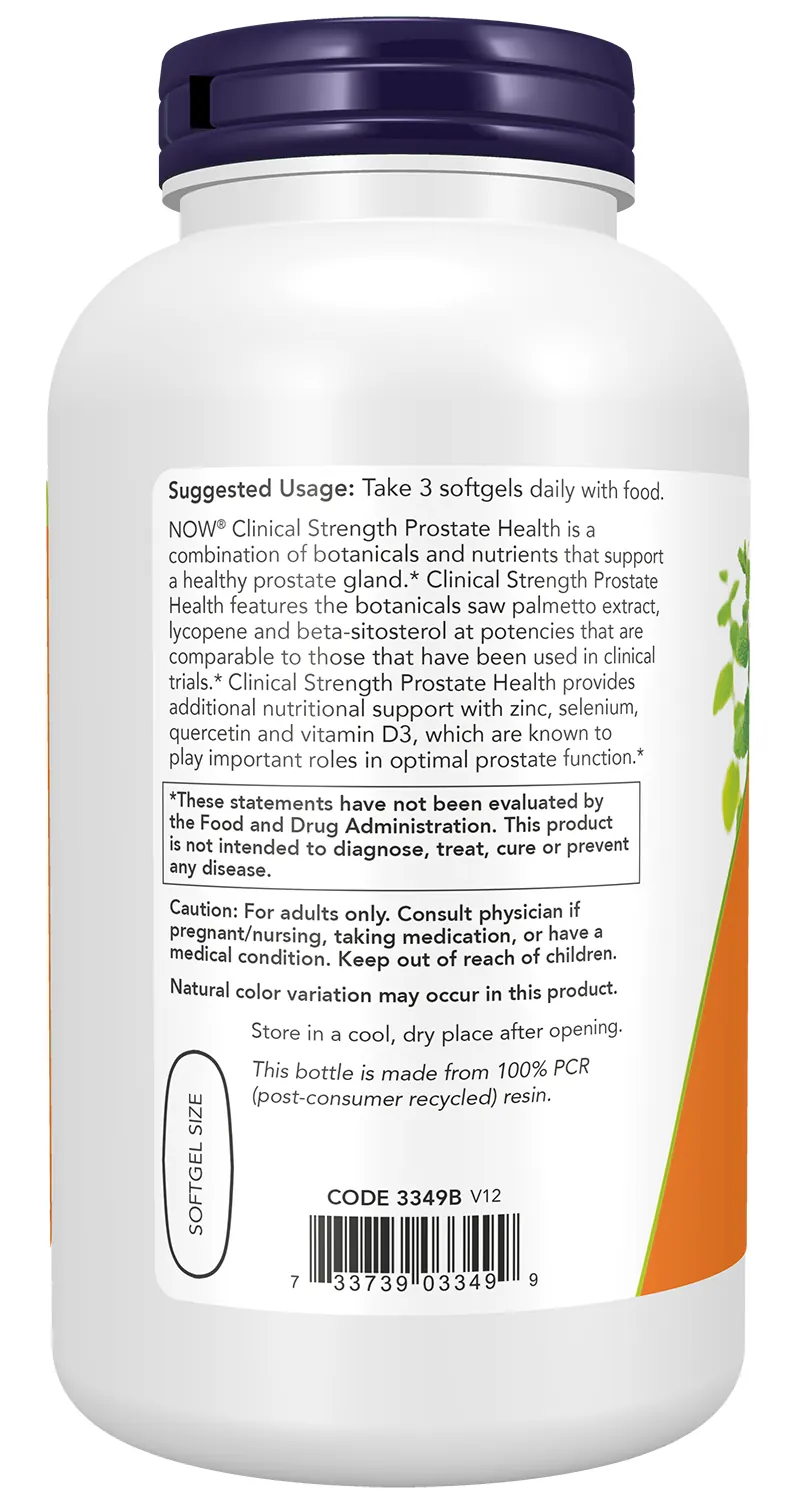 Suggested Usage: Take 3 softgels daily with food.
NOW® Clinical Strength Prostate Health is a
combination of botanicals and nutrients that support
a healthy prostate gland.* Clinical Strength Prostate
Health features the botanicals saw palmetto extract,
lycopene and beta-sitosterol at potencies that are
comparable to those that have been used in clinical
trials.* Clinical Strength Prostate Health provides
additional nutritional support with zinc, selenium,
quercetin and vitamin D3, which are known to
play important roles in optimal prostate function.*
*These statements have not been evaluated by
the Food and Drug Administration. This product
is not intended to diagnose, treat, cure or prevent
any disease.
Caution: For adults only. Consult physician if
pregnant/nursing, taking medication, or have a
medical condition. Keep out of reach of children.
Natural color variation may occur in this product.
Store in a cool, dry place after opening.
This bottle is made from 100% PCR
(post-consumer recycled) resin.
SOFTGEL SIZE
CODE 3349B V12
7 33739 03349 9